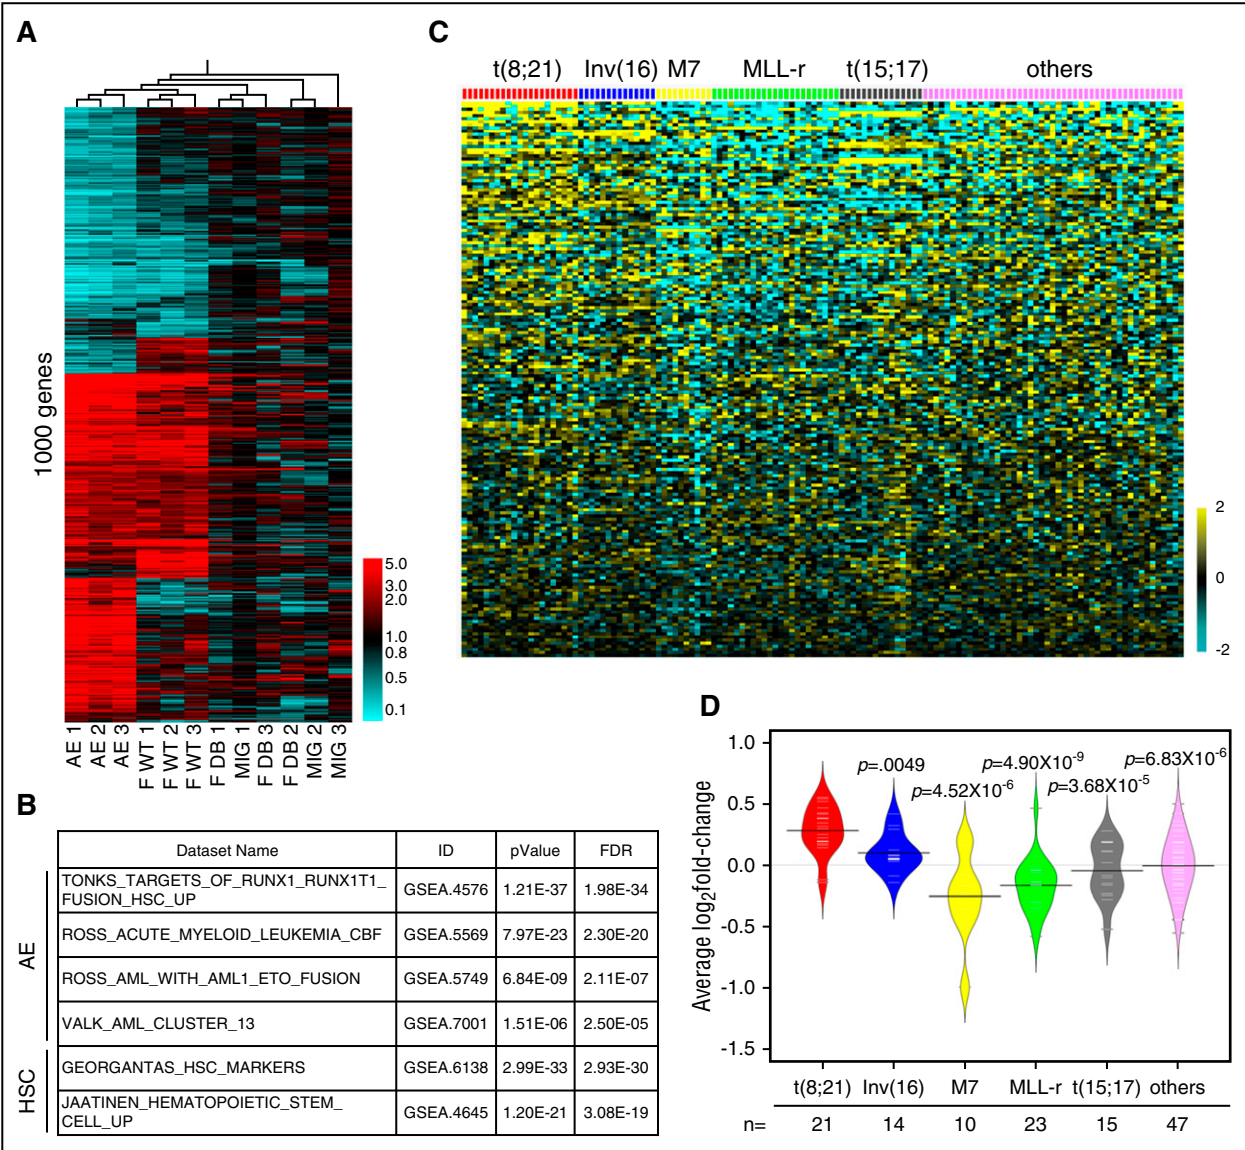 A
1000 genes
5.0
3.0
2.0
1.0
0.8
0.5
0.1
AE 1
AE 2
AE 3
F WT 1
F WT 2
F WT 3
F DB 1
MIG 1
F DB 3
F DB 2
MIG 2
MIG 3
B
Dataset Name ID pValue FDR
AE
TONKS_TARGETS_OF_RUNX1_RUNX1T1_
FUSION_HSC_UP GSEA.4576 1.21E-37 1.98E-34
ROSS_ACUTE_MYELOID_LEUKEMIA_CBF GSEA.5569 7.97E-23 2.30E-20
ROSS_AML_WITH_AML1_ETO_FUSION GSEA.5749 6.84E-09 2.11E-07
VALK_AML_CLUSTER_13 GSEA.7001 1.51E-06 2.50E-05
HSC
GEORGANTAS_HSC_MARKERS GSEA.6138 2.99E-33 2.93E-30
JAATINEN_HEMATOPOIETIC_STEM_
CELL_UP GSEA.4645 1.20E-21 3.08E-19
C
t(8;21) Inv(16) M7 MLL-r t(15;17) others
2
0
-2
D
Average log₂fold-change
1.0
0.5
0.0
-0.5
-1.0
-1.5
p=.0049
p=4.52X10⁻⁶
p=4.90X10⁻⁹
p=3.68X10⁻⁵
p=6.83X10⁻⁶
t(8;21) Inv(16) M7 MLL-r t(15;17) others
n= 21 14 10 23 15 47